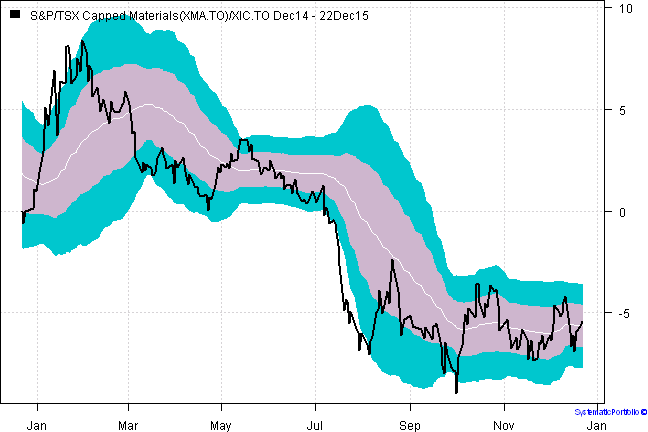 S&P/TSX Capped Materials(XMA.TO)/XIC.TO Dec14 - 22Dec15
10
5
0
-5
Jan Mar May Jul Sep Nov Jan
SystematicPortfolio ©